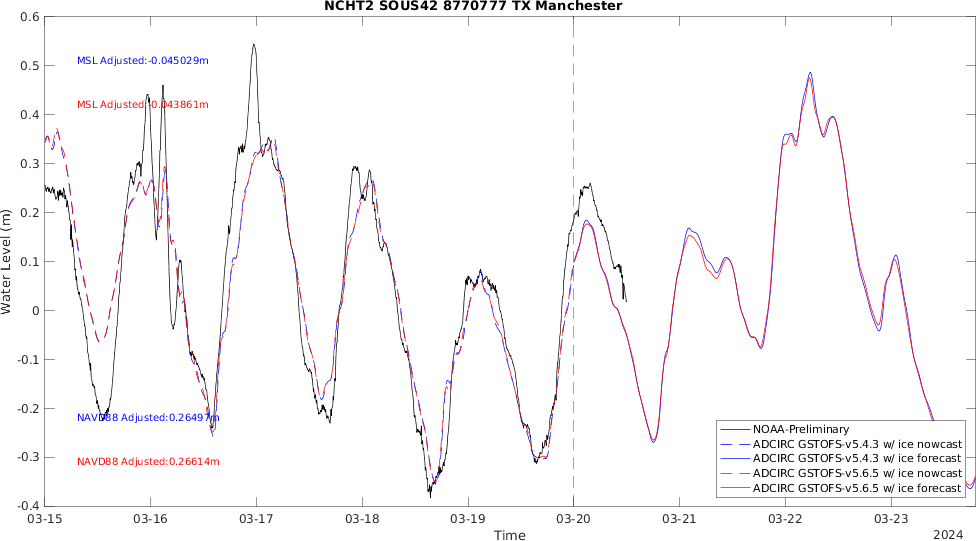 NCHT2 SOUS42 8770777 TX Manchester
0.6
0.5
0.4
0.3
0.2
0.1
0
-0.1
-0.2
-0.3
-0.4
Water Level (m)
MSL Adjusted:-0.045029m
MSL Adjusted:-0.043861m
NAVD88 Adjusted:0.26497m
NAVD88 Adjusted:0.26614m
NOAA-Preliminary
ADCIRC GSTOFS-v5.4.3 w/ ice nowcast
ADCIRC GSTOFS-v5.4.3 w/ ice forecast
ADCIRC GSTOFS-v5.6.5 w/ ice nowcast
ADCIRC GSTOFS-v5.6.5 w/ ice forecast
03-15 03-16 03-17 03-18 03-19 03-20 03-21 03-22 03-23
Time
2024